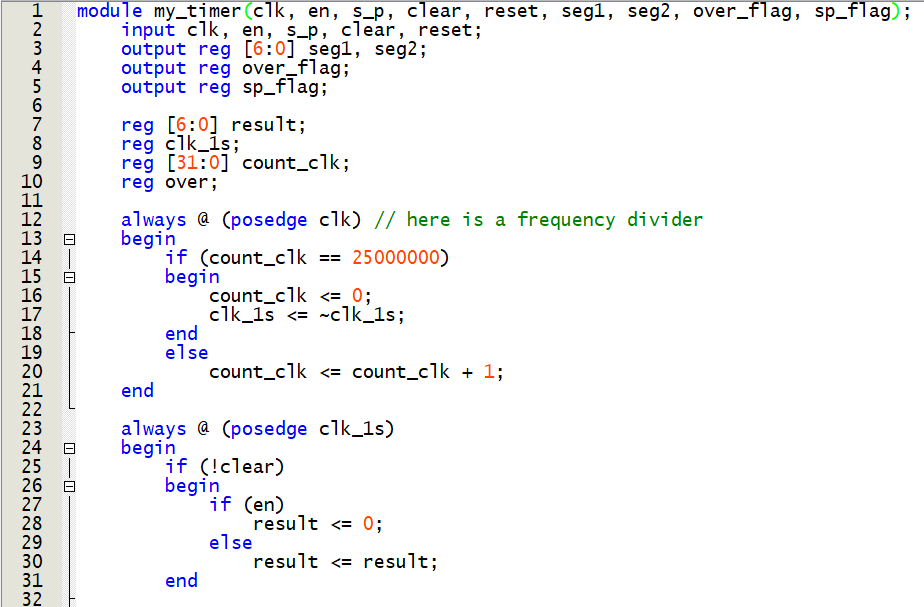 1 module my_timer(clk, en, s_p, clear, reset, seg1, seg2, over_flag, sp_flag);
2 input clk, en, s_p, clear, reset;
3 output reg [6:0] seg1, seg2;
4 output reg over_flag;
5 output reg sp_flag;
6
7 reg [6:0] result;
8 reg clk_1s;
9 reg [31:0] count_clk;
10 reg over;
11
12 always @ (posedge clk) // here is a frequency divider
13 begin
14 if (count_clk == 25000000)
15 begin
16 count_clk <= 0;
17 clk_1s <= ~clk_1s;
18 end
19 else
20 count_clk <= count_clk + 1;
21 end
22
23 always @ (posedge clk_1s)
24 begin
25 if (!clear)
26 begin
27 if (en)
28 result <= 0;
29 else
30 result <= result;
31 end
32